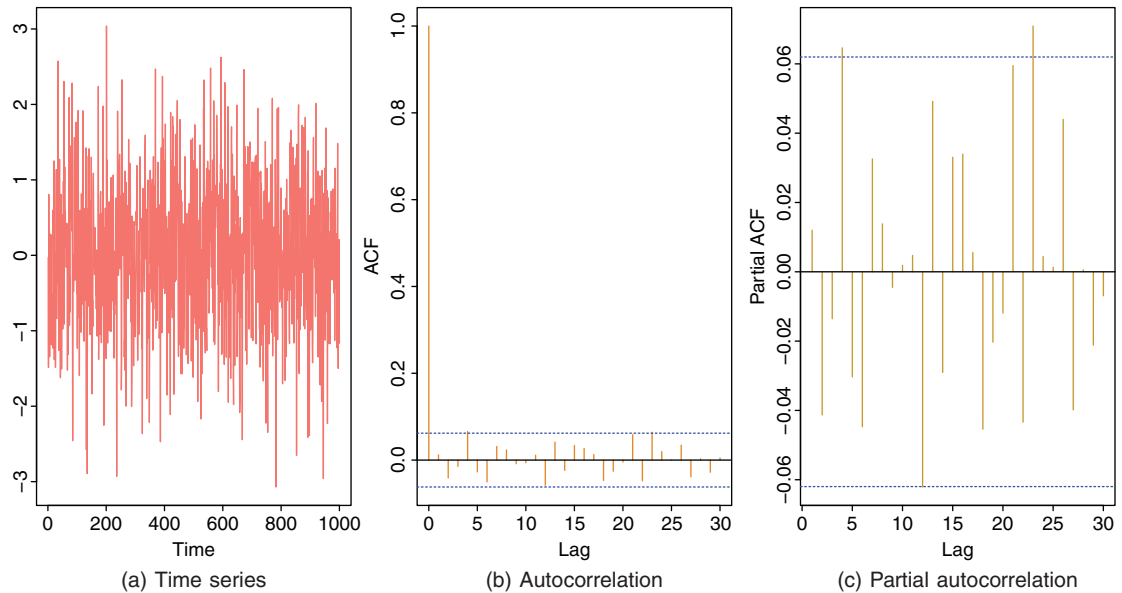 3
2
1
0
−1
−2
−3
0 200 400 600 800 1000
Time
(a) Time series
1.0
0.8
0.6
0.4
0.2
0.0
ACF
0 5 10 15 20 25 30
Lag
(b) Autocorrelation
0.06
0.04
0.02
0.00
−0.02
−0.04
−0.06
Partial ACF
0 5 10 15 20 25 30
Lag
(c) Partial autocorrelation